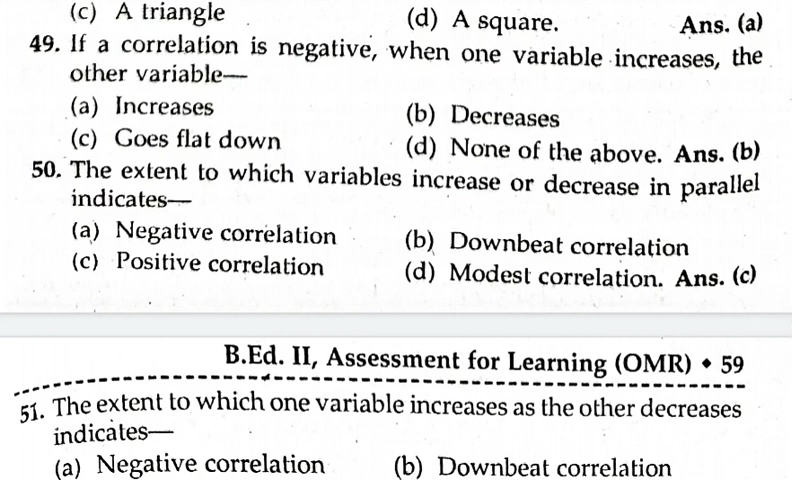 (c) A triangle (d) A square. Ans. (a)
49. If a correlation is negative, when one variable increases, the
other variable—
(a) Increases (b) Decreases
(c) Goes flat down (d) None of the above. Ans. (b)
50. The extent to which variables increase or decrease in parallel
indicates—
(a) Negative correlation (b) Downbeat correlation
(c) Positive correlation (d) Modest correlation. Ans. (c)
B.Ed. II, Assessment for Learning (OMR) ♦ 59
51. The extent to which one variable increases as the other decreases
indicates—
(a) Negative correlation (b) Downbeat correlation